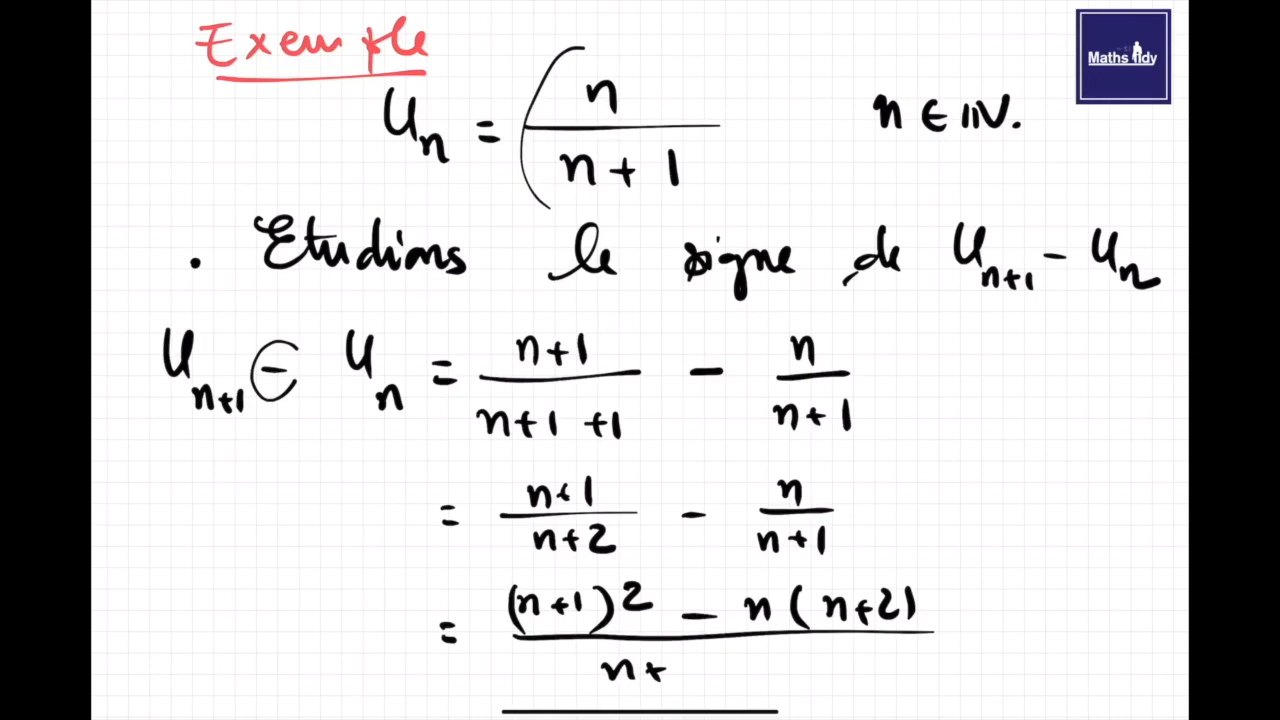 Exemple
Maths tidy
Un = n/(n+1) n ∈ IN.
. Etudions le signe de Un+1 - Un
Un+1 - Un = (n+1)/(n+1+1) - n/(n+1)
= (n+1)/(n+2) - n/(n+1)
= ((n+1)2 - n(n+2))/(n+